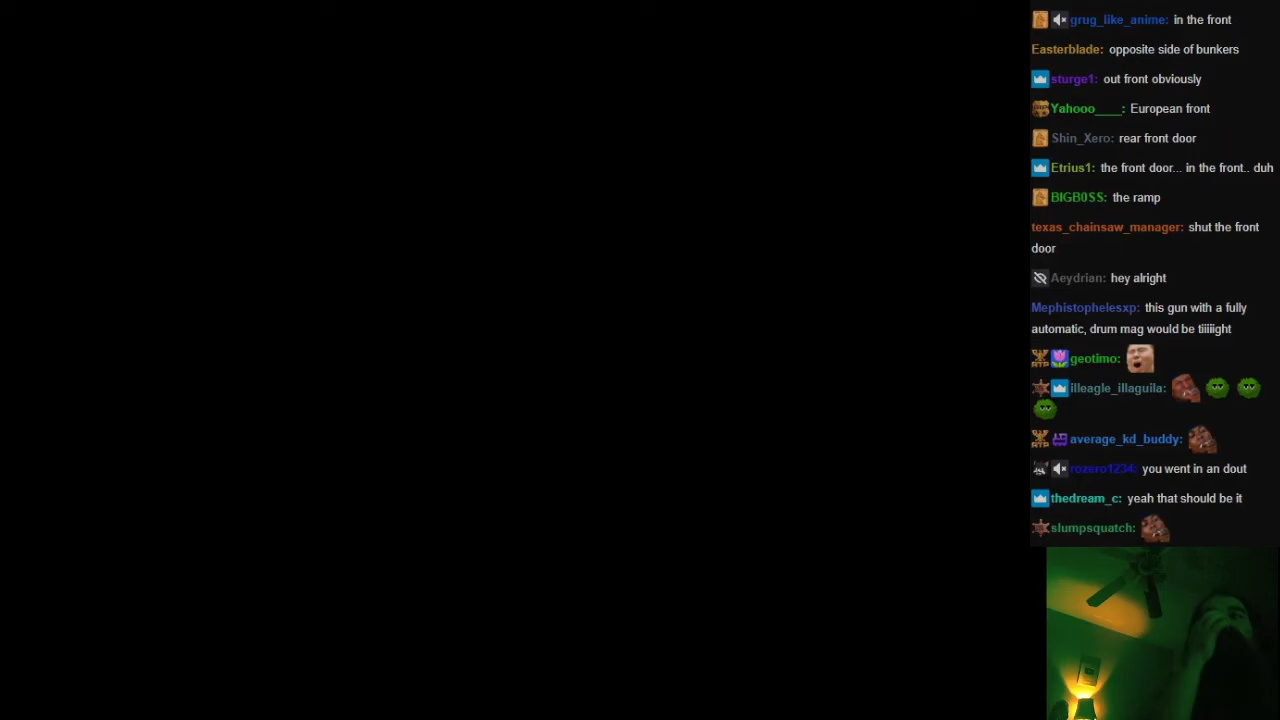 grug_like_anime: in the front
Easterblade: opposite side of bunkers
sturge1: out front obviously
Yahooo____: European front
Shin_Xero: rear front door
Etrius1: the front door... in the front.. duh
BIGB0SS: the ramp
texas_chainsaw_manager: shut the front
door
Aeydrian: hey alright
Mephistophelesxp: this gun with a fully
automatic, drum mag would be tiiiiight
geotimo:
illeagle_illaguila:
average_kd_buddy:
rozero1234: you went in an dout
thedream_c: yeah that should be it
slumpsquatch: